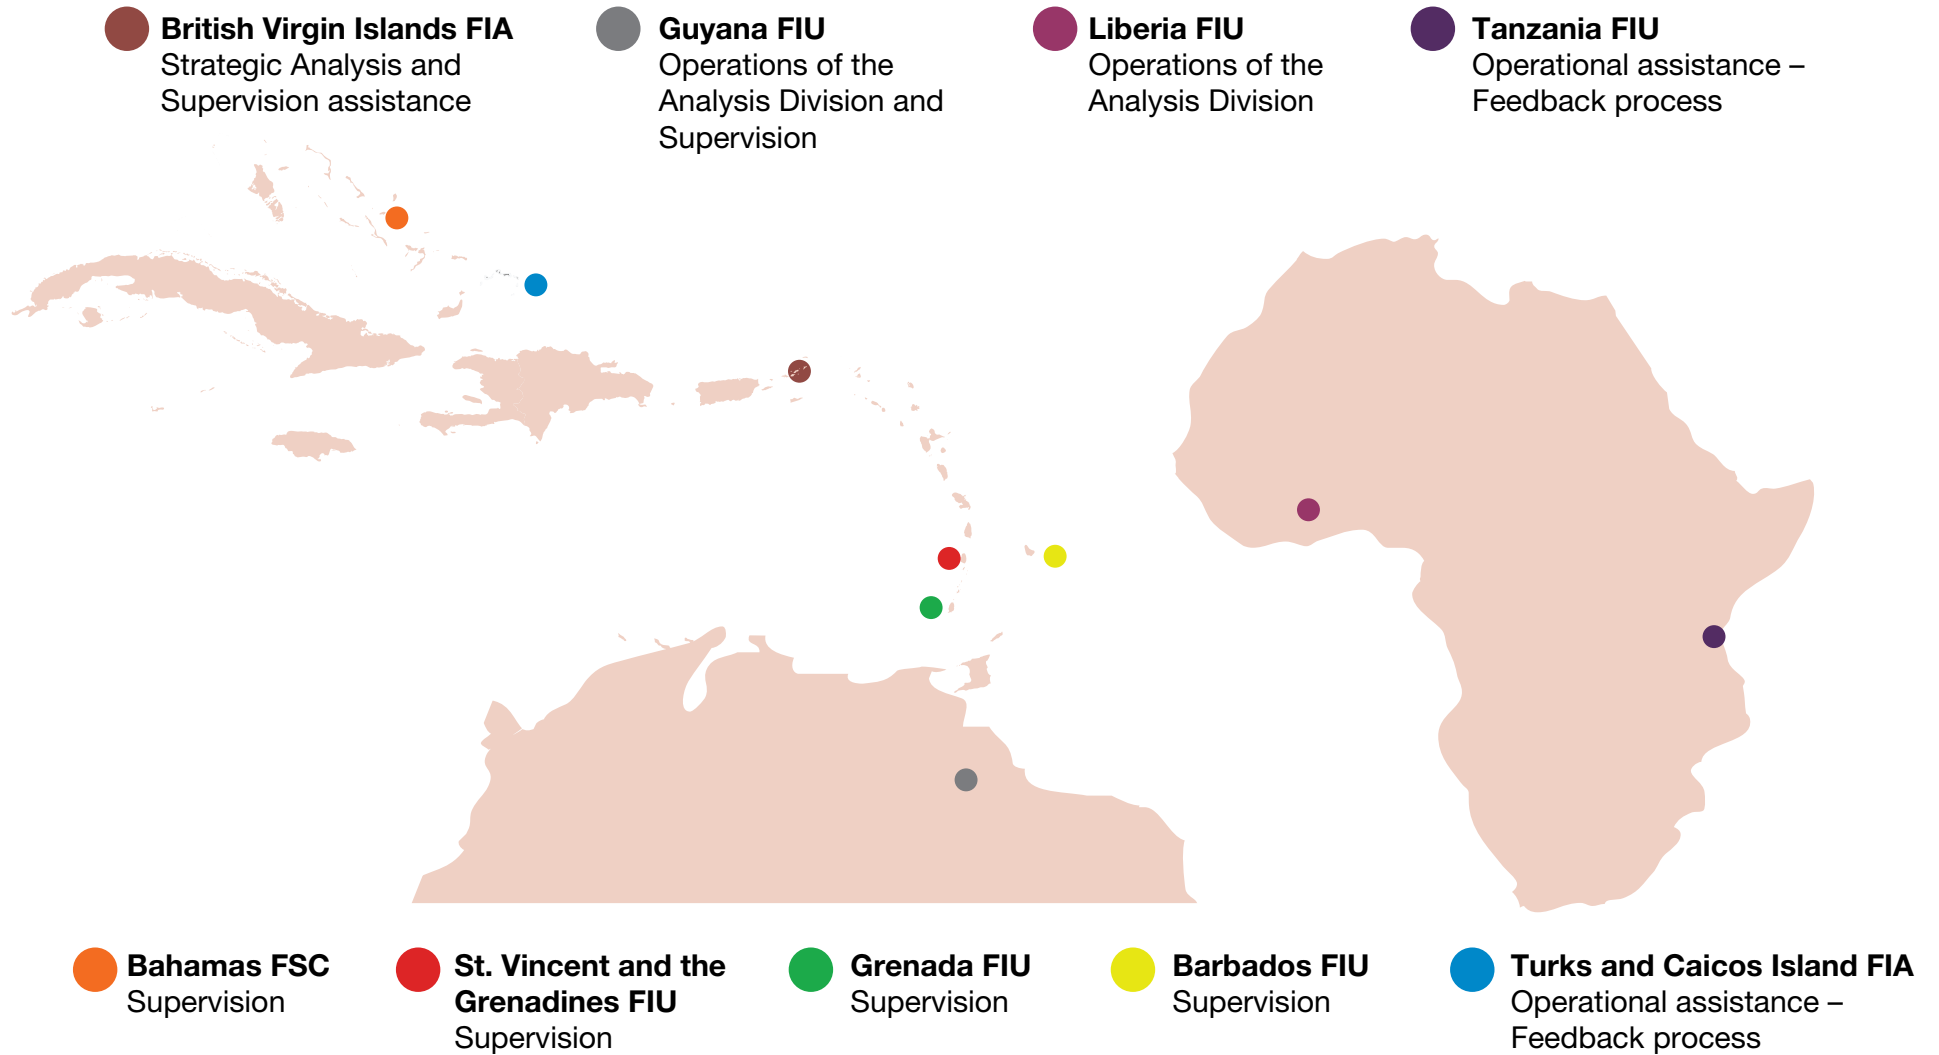 British Virgin Islands FIA
Strategic Analysis and
Supervision assistance
Guyana FIU
Operations of the
Analysis Division and
Supervision
Liberia FIU
Operations of the
Analysis Division
Tanzania FIU
Operational assistance –
Feedback process
Bahamas FSC
Supervision
St. Vincent and the
Grenadines FIU
Supervision
Grenada FIU
Supervision
Barbados FIU
Supervision
Turks and Caicos Island FIA
Operational assistance –
Feedback process